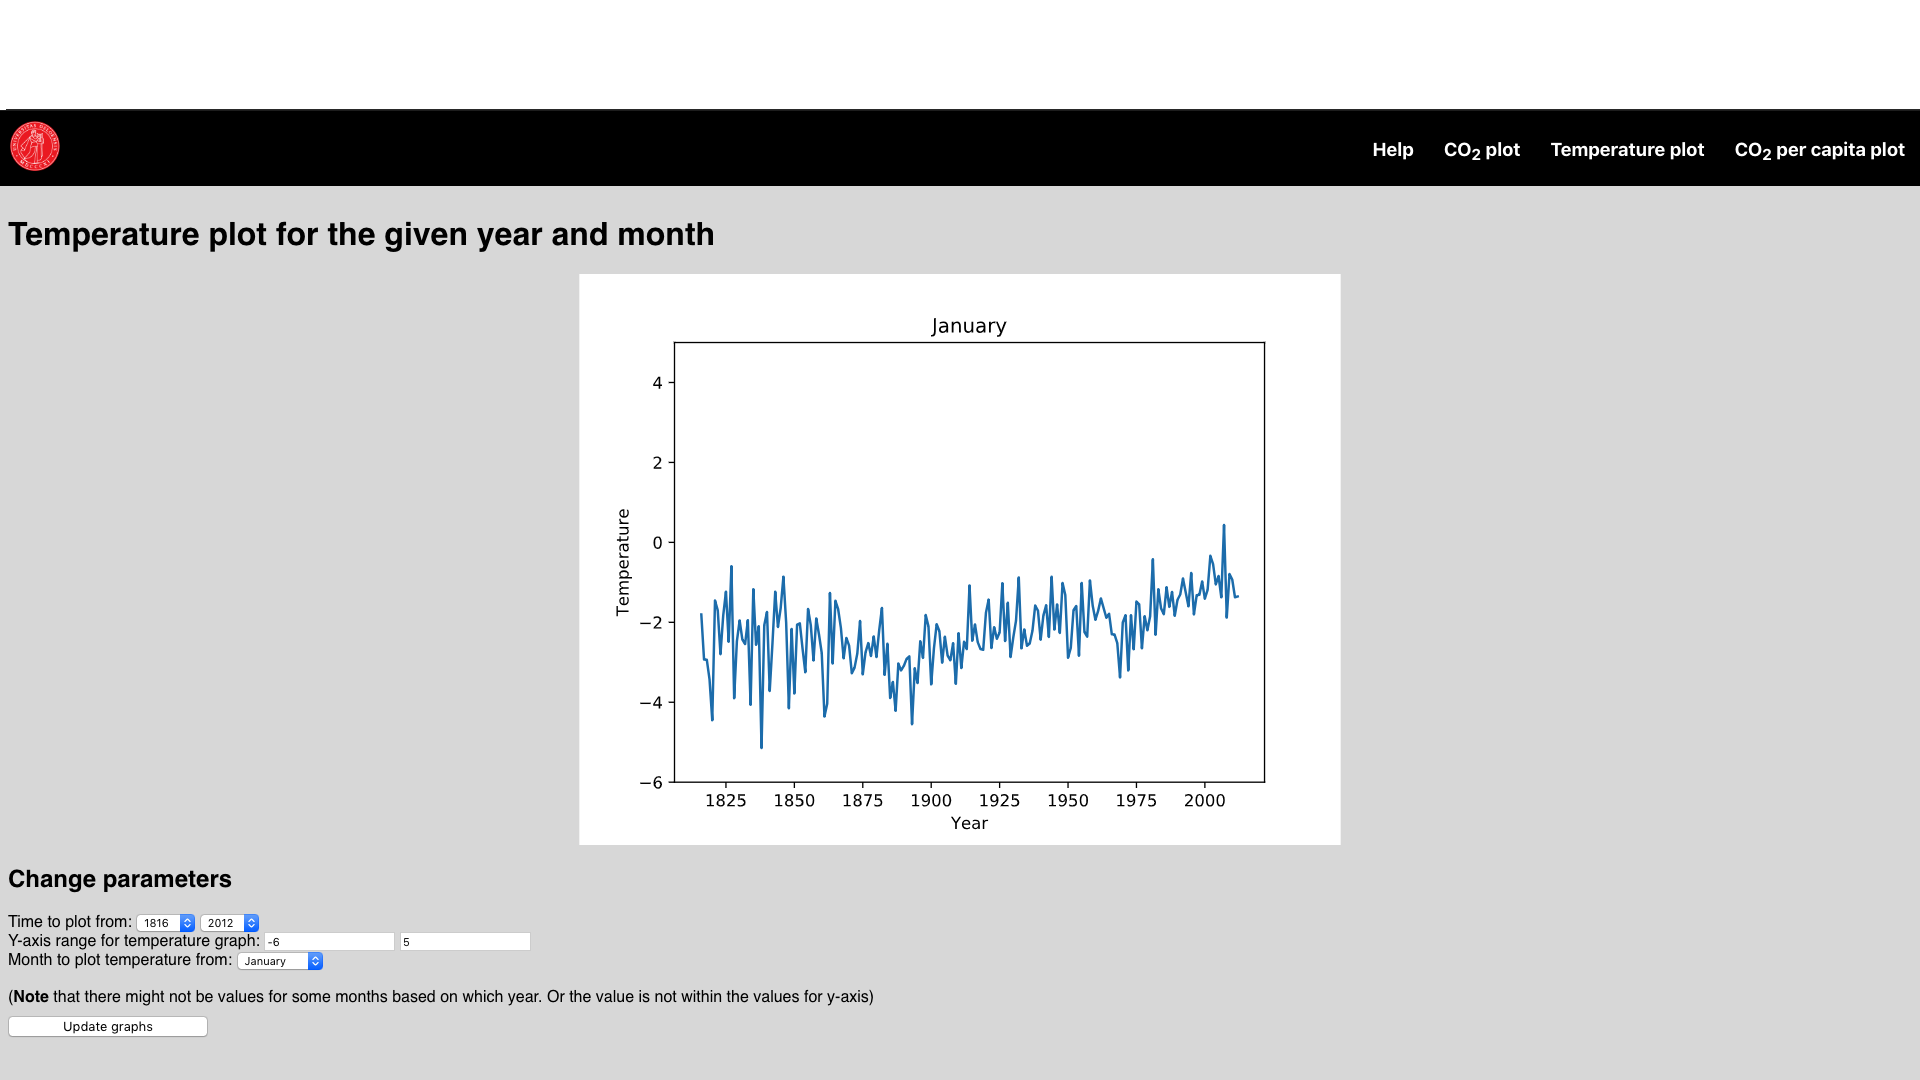 Help CO2 plot Temperature plot CO2 per capita plot
Temperature plot for the given year and month
January
4
2
0
−2
−4
−6
Temperature
1825 1850 1875 1900 1925 1950 1975 2000
Year
Change parameters
Time to plot from: 1816 2012
Y-axis range for temperature graph: -6 5
Month to plot temperature from: January
(Note that there might not be values for some months based on which year. Or the value is not within the values for y-axis)
Update graphs